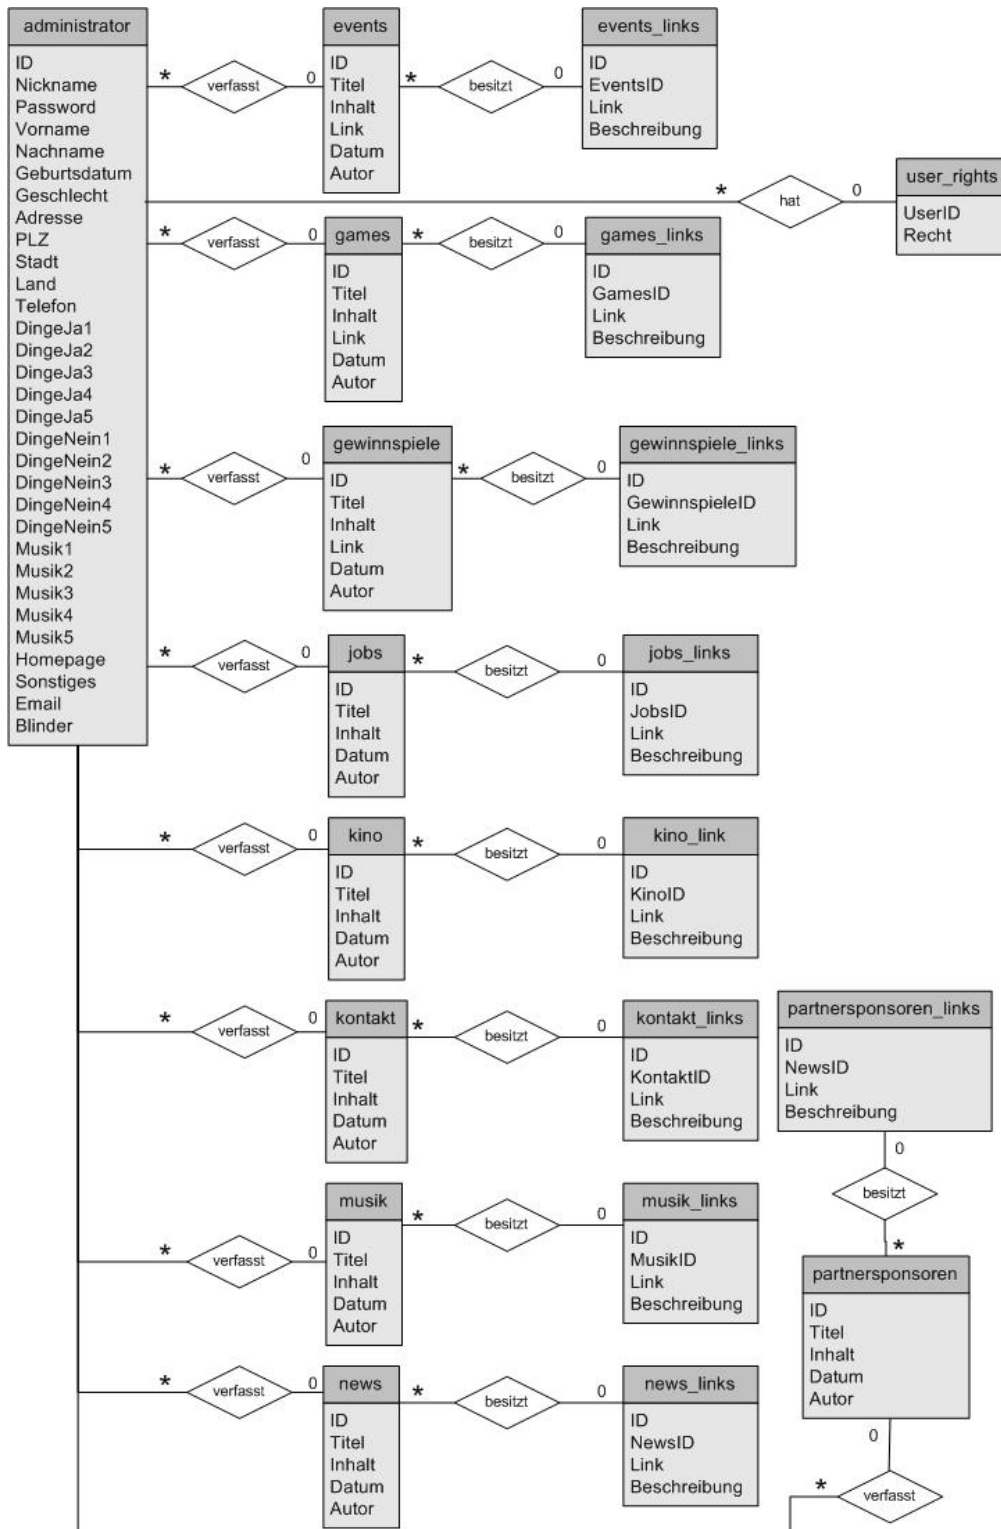 administrator
ID
Nickname
Password
Vorname
Nachname
Geburtsdatum
Geschlecht
Adresse
PLZ
Stadt
Land
Telefon
DingeJa1
DingeJa2
DingeJa3
DingeJa4
DingeJa5
DingeNein1
DingeNein2
DingeNein3
DingeNein4
DingeNein5
Musik1
Musik2
Musik3
Musik4
Musik5
Homepage
Sonstiges
Email
Blinder
* verfasst 0
events
ID
Titel
Inhalt
Link
Datum
Autor
* besitzt 0
events_links
ID
EventsID
Link
Beschreibung
* hat 0
user_rights
UserID
Recht
* verfasst 0
games
ID
Titel
Inhalt
Link
Datum
Autor
* besitzt 0
games_links
ID
GamesID
Link
Beschreibung
* verfasst 0
gewinnspiele
ID
Titel
Inhalt
Link
Datum
Autor
* besitzt 0
gewinnspiele_links
ID
GewinnspieleID
Link
Beschreibung
* verfasst 0
jobs
ID
Titel
Inhalt
Datum
Autor
* besitzt 0
jobs_links
ID
JobsID
Link
Beschreibung
* verfasst 0
kino
ID
Titel
Inhalt
Datum
Autor
* besitzt 0
kino_link
ID
KinoID
Link
Beschreibung
* verfasst 0
kontakt
ID
Titel
Inhalt
Datum
Autor
* besitzt 0
kontakt_links
ID
KontaktID
Link
Beschreibung
* verfasst 0
musik
ID
Titel
Inhalt
Datum
Autor
* besitzt 0
musik_links
ID
MusikID
Link
Beschreibung
* verfasst 0
news
ID
Titel
Inhalt
Datum
Autor
* besitzt 0
news_links
ID
NewsID
Link
Beschreibung
partnersponsoren_links
ID
NewsID
Link
Beschreibung
0
besitzt
*
partnersponsoren
ID
Titel
Inhalt
Datum
Autor
0
* verfasst